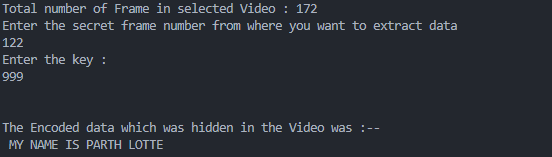 Total number of Frame in selected Video : 172
Enter the secret frame number from where you want to extract data
122
Enter the key :
999
The Encoded data which was hidden in the Video was :--
 MY NAME IS PARTH LOTTE